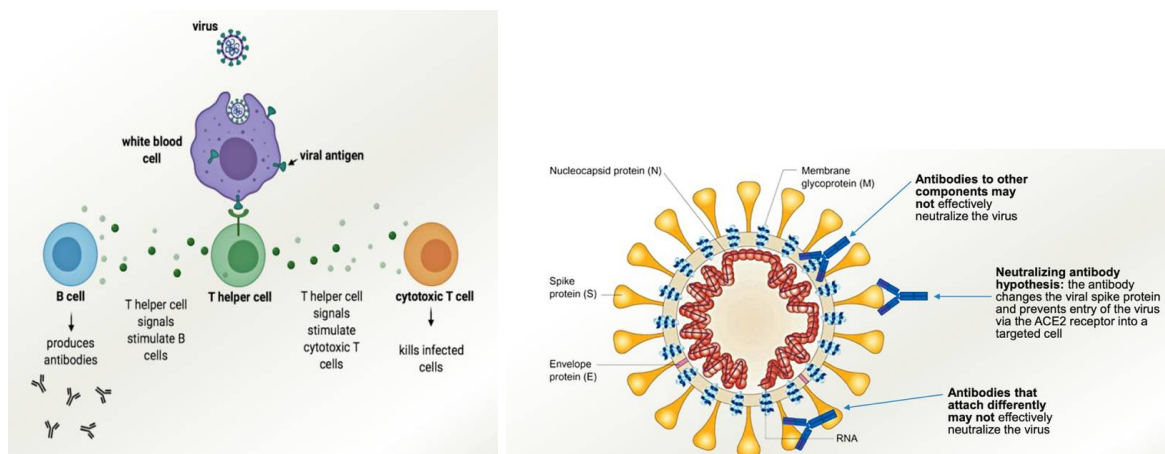 virus
white blood
cell
viral antigen
B cell
T helper cell
cytotoxic T cell
produces
antibodies
T helper cell
signals
stimulate B
cells
T helper cell
signals
stimulate
cytotoxic T
cells
kills infected
cells
Nucleocapsid protein (N)
Membrane
glycoprotein (M)
Spike
protein (S)
Envelope
protein (E)
RNA
Antibodies to other
components may
not effectively
neutralize the virus
Neutralizing antibody
hypothesis: the antibody
changes the viral spike protein
and prevents entry of the virus
via the ACE2 receptor into a
targeted cell
Antibodies that
attach differently
may not effectively
neutralize the virus